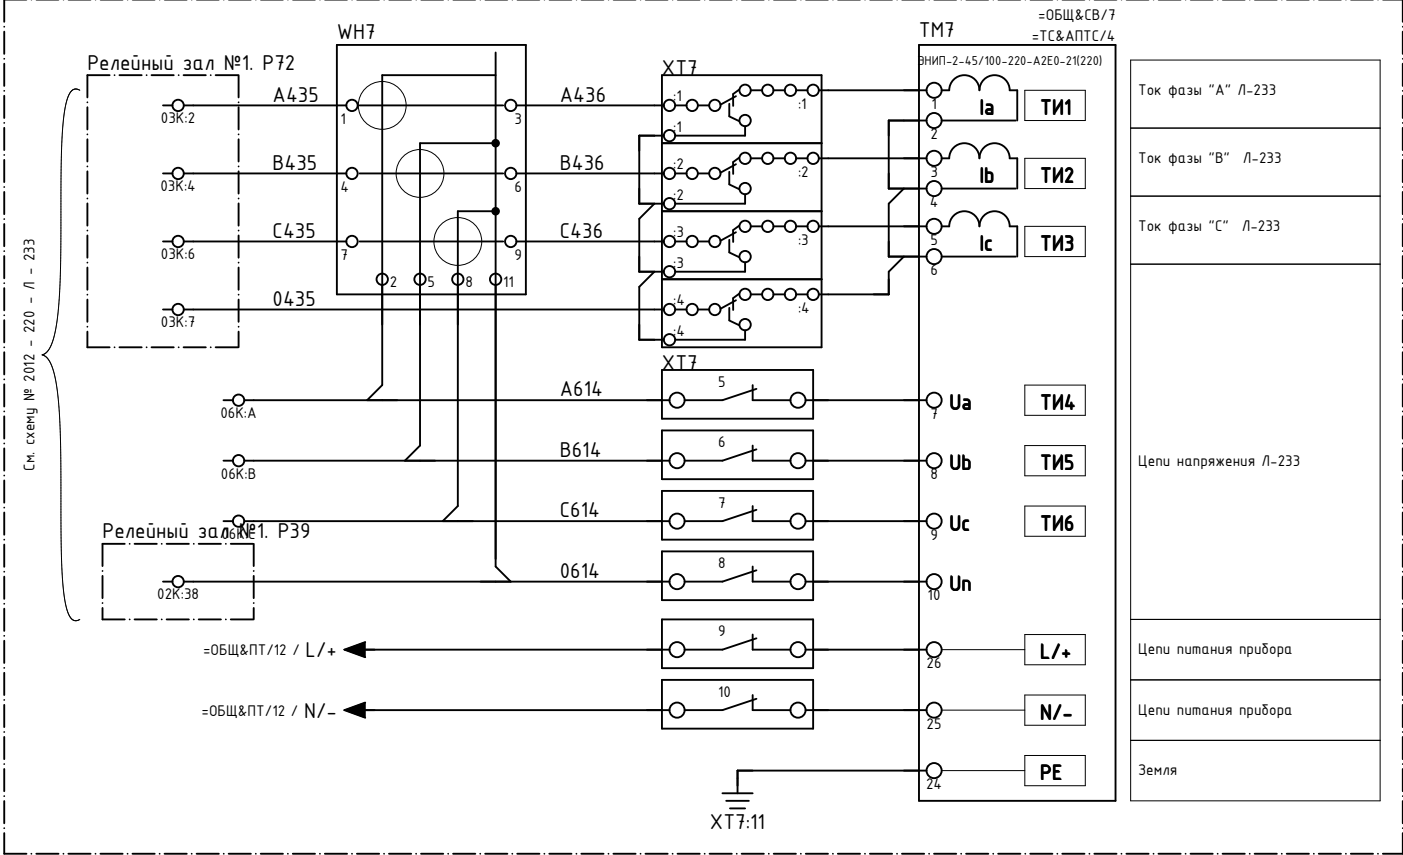 =ОБЩ&СВ/7
=ТС&АПТС/4
WH7
TM7
ЭНИП-2-45/100-220-А2Е0-21(220)
Релейный зал №1. Р72
XT7
03К:2
A435
1
3
A436
:1
:1
:1
1
2
Ia
ТИ1
Ток фазы "А" Л-233
03К:4
B435
4
6
B436
:2
:2
:2
3
4
Ib
ТИ2
Ток фазы "В" Л-233
03К:6
C435
7
9
C436
:3
:3
:3
5
6
Ic
ТИ3
Ток фазы "С" Л-233
2
5
8
11
03К:7
0435
:4
:4
:4
См. схему № 2012 - 220 - Л - 233
XT7
06К:А
A614
5
7
Ua
ТИ4
06К:В
B614
6
8
Ub
ТИ5
Цепи напряжения Л-233
06К:С
C614
7
9
Uc
ТИ6
Релейный зал №1. Р39
02К:38
0614
8
10
Un
=ОБЩ&ПТ/12 / L/+
9
26
L/+
Цепи питания прибора
=ОБЩ&ПТ/12 / N/-
10
25
N/-
Цепи питания прибора
24
PE
Земля
XT7:11